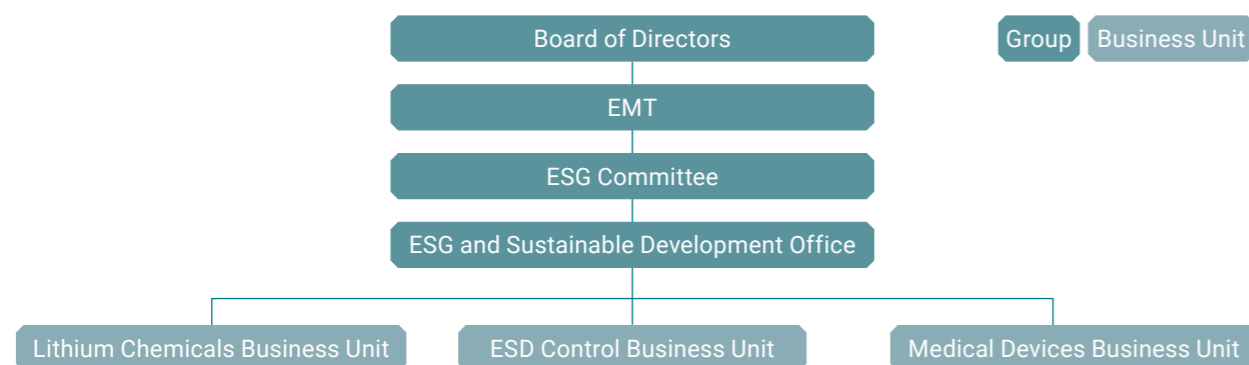 Board of Directors
Group
Business Unit
EMT
ESG Committee
ESG and Sustainable Development Office
Lithium Chemicals Business Unit
ESD Control Business Unit
Medical Devices Business Unit